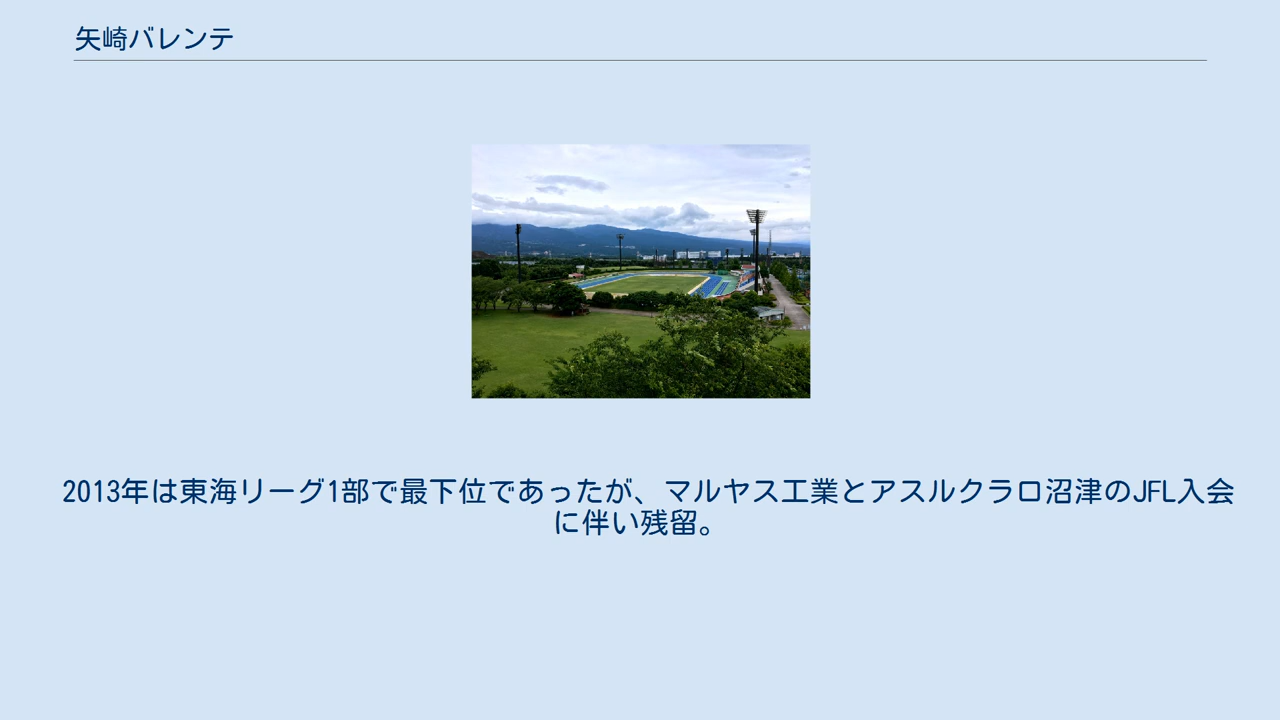 矢崎バレンテ
2013年は東海リーグ1部で最下位であったが、マルヤス工業とアスルクラロ沼津のJFL入会
に伴い残留。